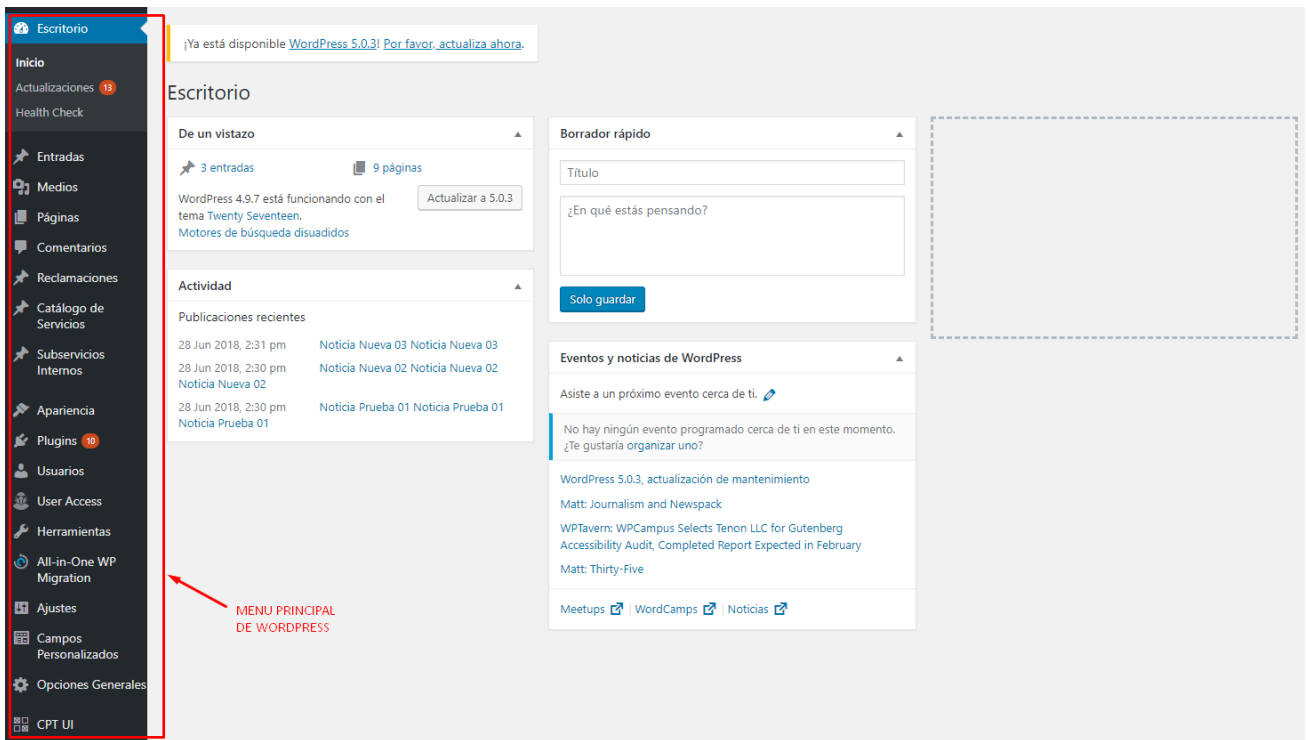 Escritorio
Inicio
Actualizaciones 13
Health Check
Entradas
Medios
Páginas
Comentarios
Reclamaciones
Catálogo de
Servicios
Subservicios
Internos
Apariencia
Plugins 10
Usuarios
User Access
Herramientas
All-in-One WP
Migration
Ajustes
Campos
Personalizados
Opciones Generales
CPT UI
¡Ya está disponible WordPress 5.0.3! Por favor, actualiza ahora.
Escritorio
De un vistazo
3 entradas
9 páginas
WordPress 4.9.7 está funcionando con el
tema Twenty Seventeen.
Motores de búsqueda disuadidos
Actualizar a 5.0.3
Actividad
Publicaciones recientes
28 Jun 2018, 2:31 pm Noticia Nueva 03 Noticia Nueva 03
28 Jun 2018, 2:30 pm Noticia Nueva 02 Noticia Nueva 02
Noticia Nueva 02
28 Jun 2018, 2:30 pm Noticia Prueba 01 Noticia Prueba 01
Noticia Prueba 01
MENU PRINCIPAL
DE WORDPRESS
Borrador rápido
Título
¿En qué estás pensando?
Solo guardar
Eventos y noticias de WordPress
Asiste a un próximo evento cerca de ti.
No hay ningún evento programado cerca de ti en este momento.
¿Te gustaría organizar uno?
WordPress 5.0.3, actualización de mantenimiento
Matt: Journalism and Newspack
WPTavern: WPCampus Selects Tenon LLC for Gutenberg
Accessibility Audit, Completed Report Expected in February
Matt: Thirty-Five
Meetups | WordCamps | Noticias